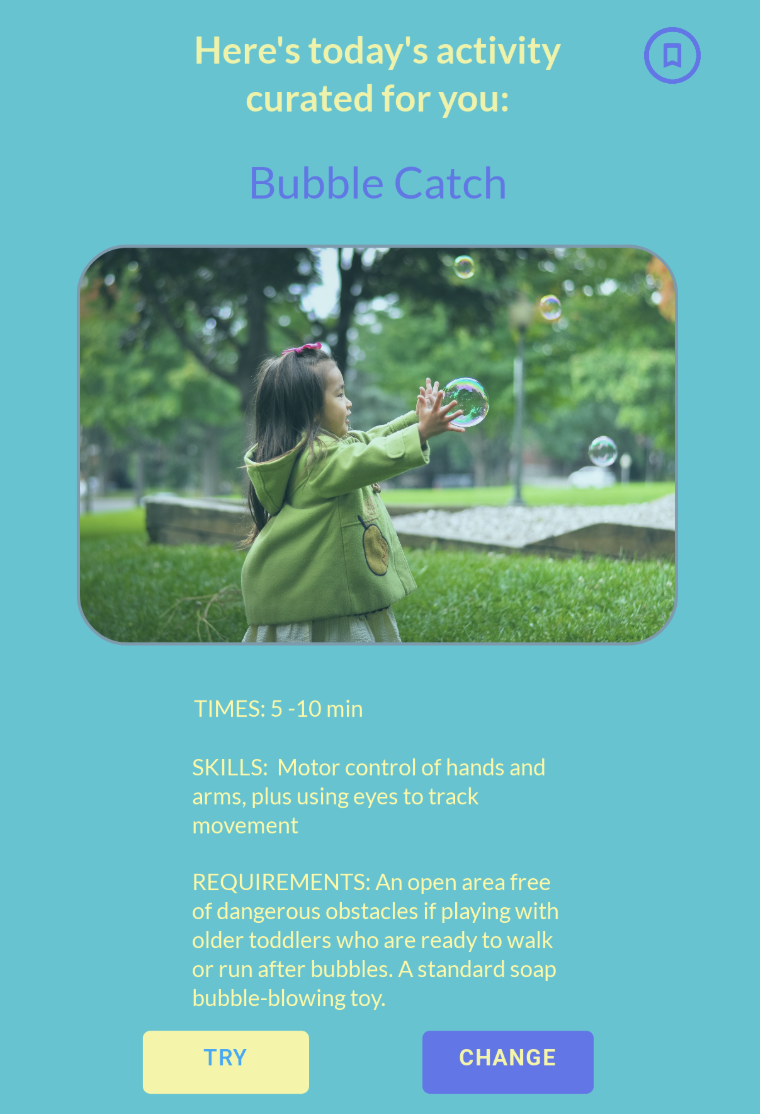 Here's today's activity
curated for you:
Bubble Catch
TIMES: 5 -10 min
SKILLS:  Motor control of hands and
arms, plus using eyes to track
movement
REQUIREMENTS: An open area free
of dangerous obstacles if playing with
older toddlers who are ready to walk
or run after bubbles. A standard soap
bubble-blowing toy.
TRY
CHANGE